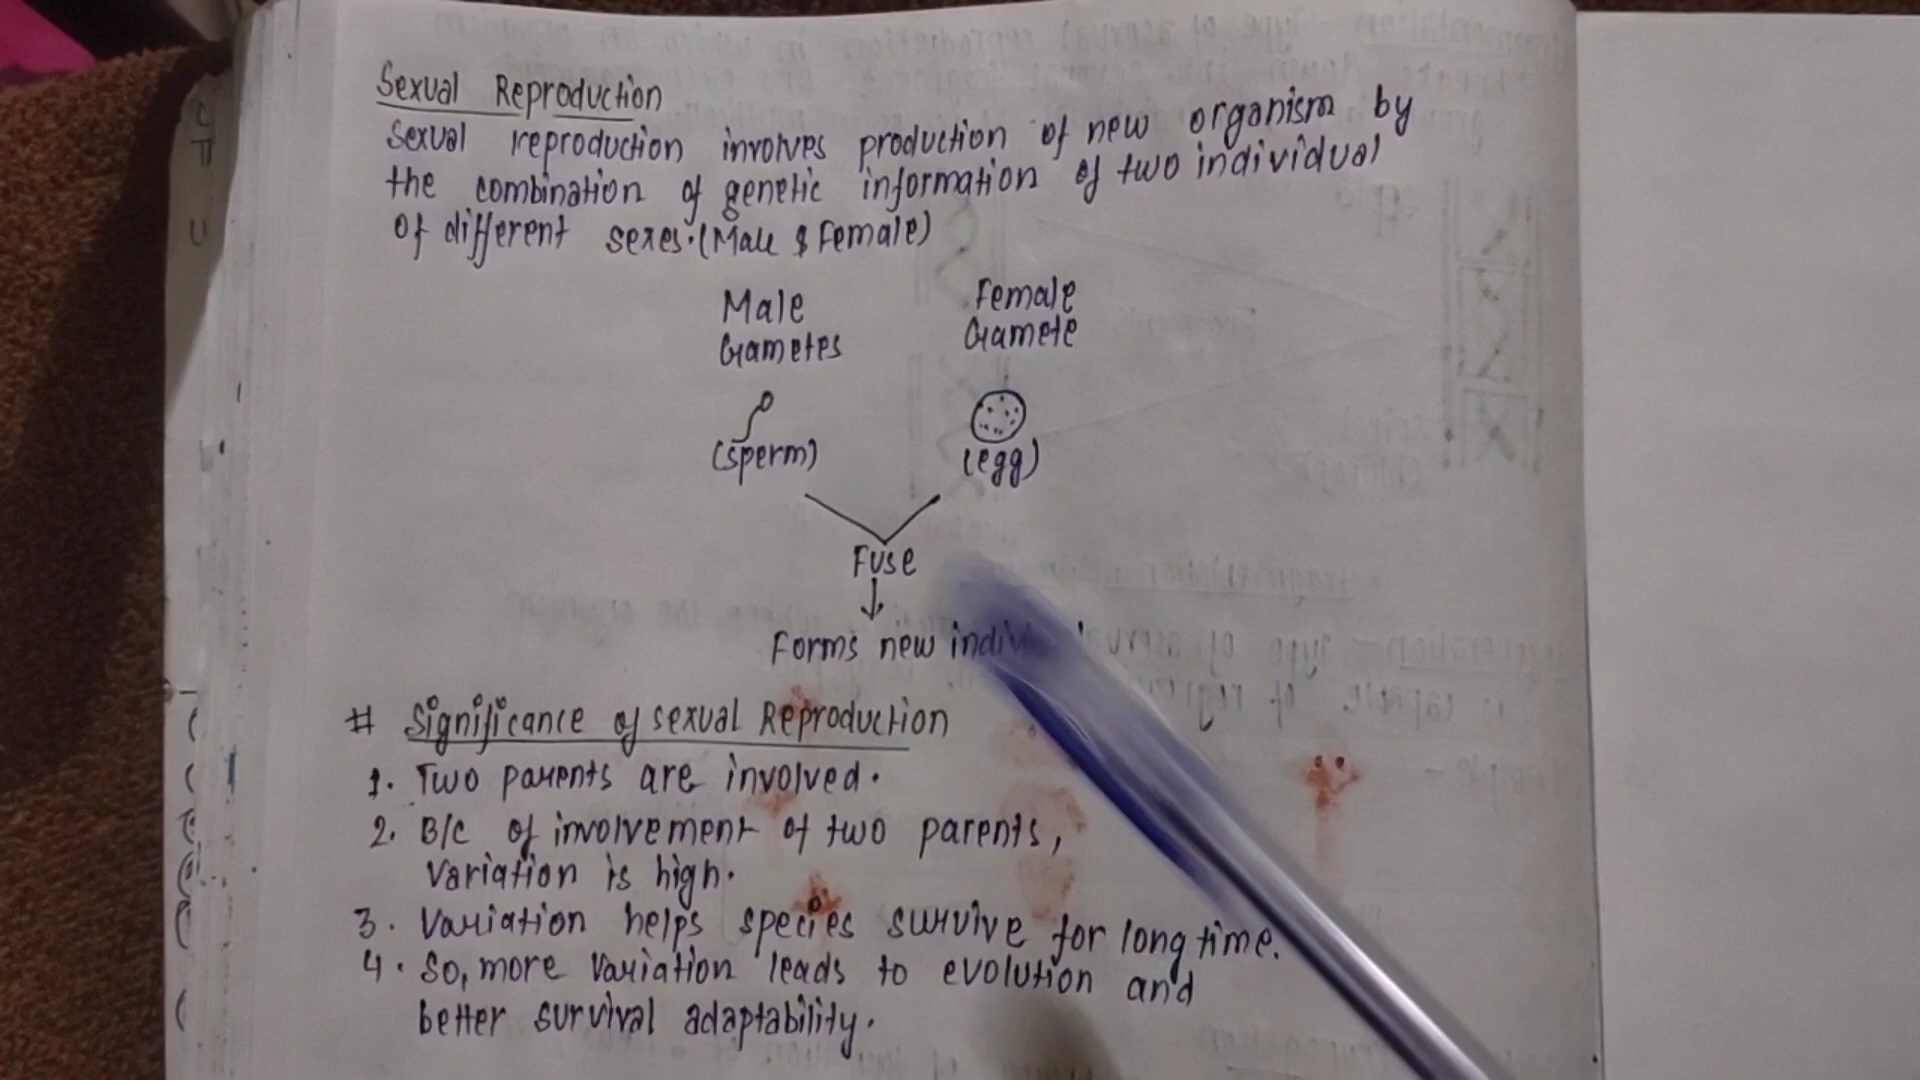 Sexual Reproduction
Sexual reproduction involves production of new organism by
the combination of genetic information of two individual
of different sexes. (Male & Female)
Male Female
Gametes Gamete
(sperm) (egg)
Fuse
Forms new
# Significance of sexual Reproduction
1. Two parents are involved.
2. B/C of involvement of two parents,
variation is high.
3. Variation helps species survive for long time.
4. So, more variation leads to evolution and
better survival adaptability.